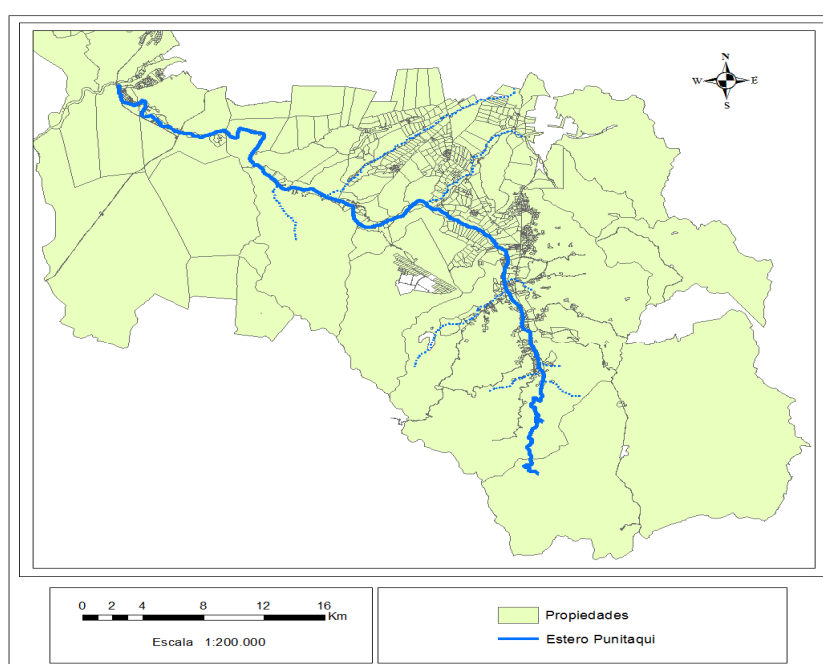 N
W E
S
0 2 4 8 12 16
Km
Escala 1:200.000
Propiedades
Estero Punitaqui